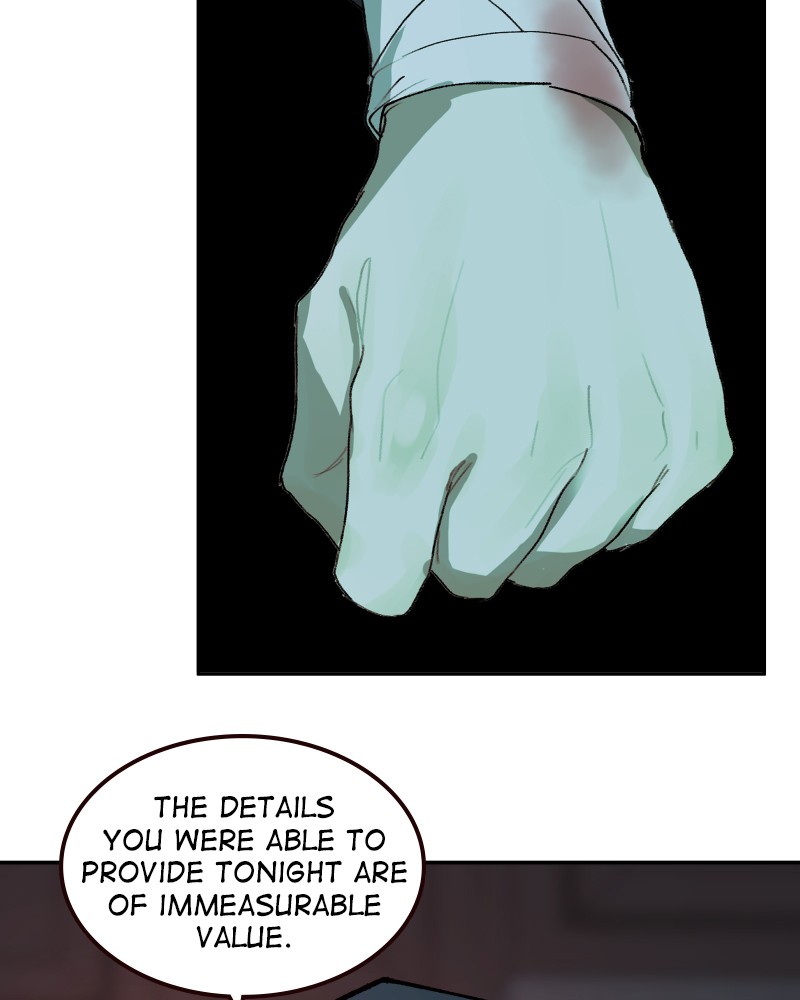 THE DETAILS
YOU WERE ABLE TO
PROVIDE TONIGHT ARE
OF IMMEASURABLE
VALUE.